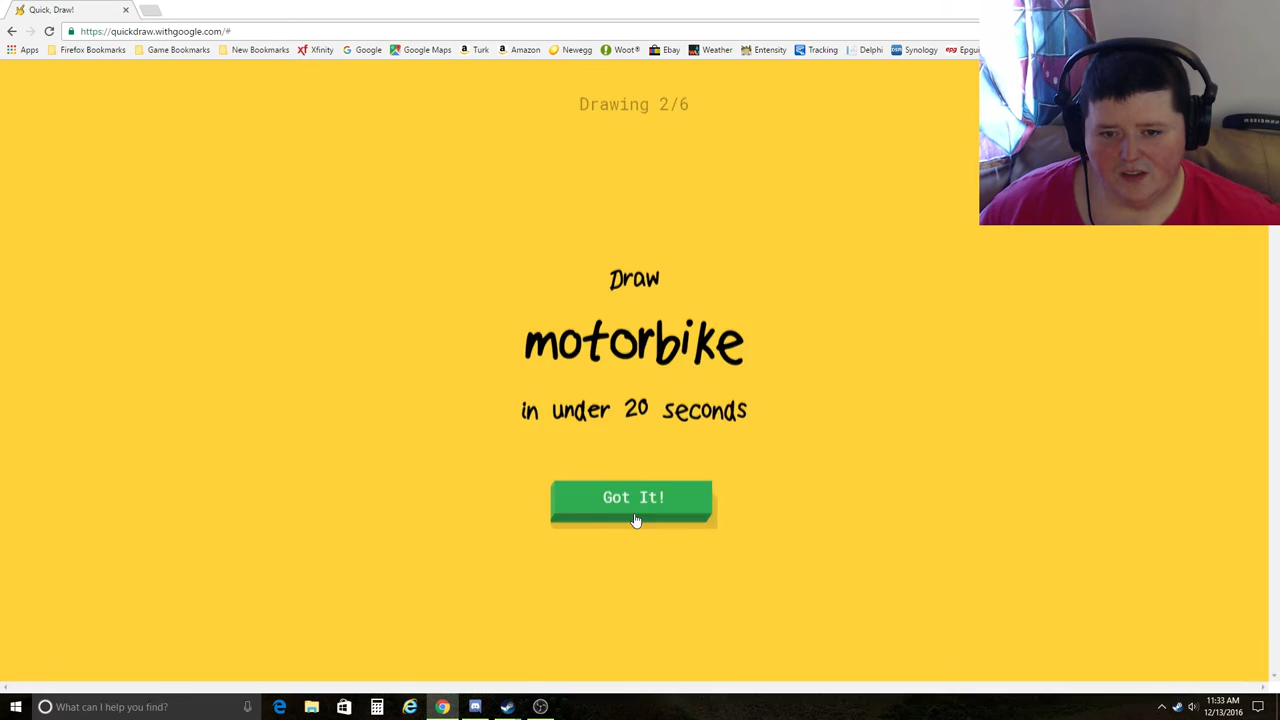 Quick, Draw!
https://quickdraw.withgoogle.com/#
Apps Firefox Bookmarks Game Bookmarks New Bookmarks Xfinity Google Google Maps Turk Amazon Newegg Woot® Ebay Weather Entensity Tracking Delphi Synology Epgui
Drawing 2/6
Draw
motorbike
in under 20 seconds
Got It!
What can I help you find?
11:33 AM
12/13/2016